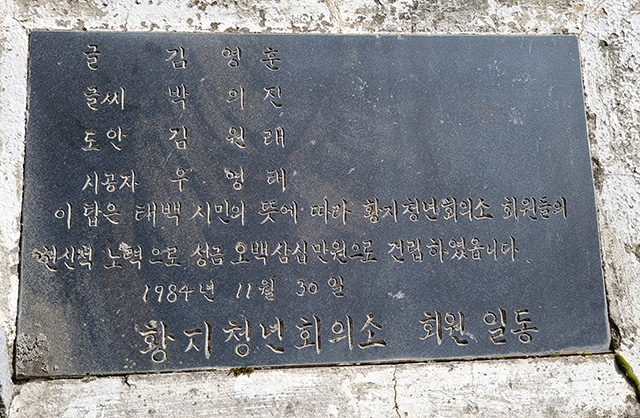 글 김영훈
글씨 박의진
도안 김원래
시공자 우영태
이 탑은 태백 시민의 뜻에 따라 황지청년회의소 회원들의
헌신적 노력으로 성금 오백삼십만원으로 건립하였읍니다.
1984년 11월 30일
황지청년회의소 회원 일동